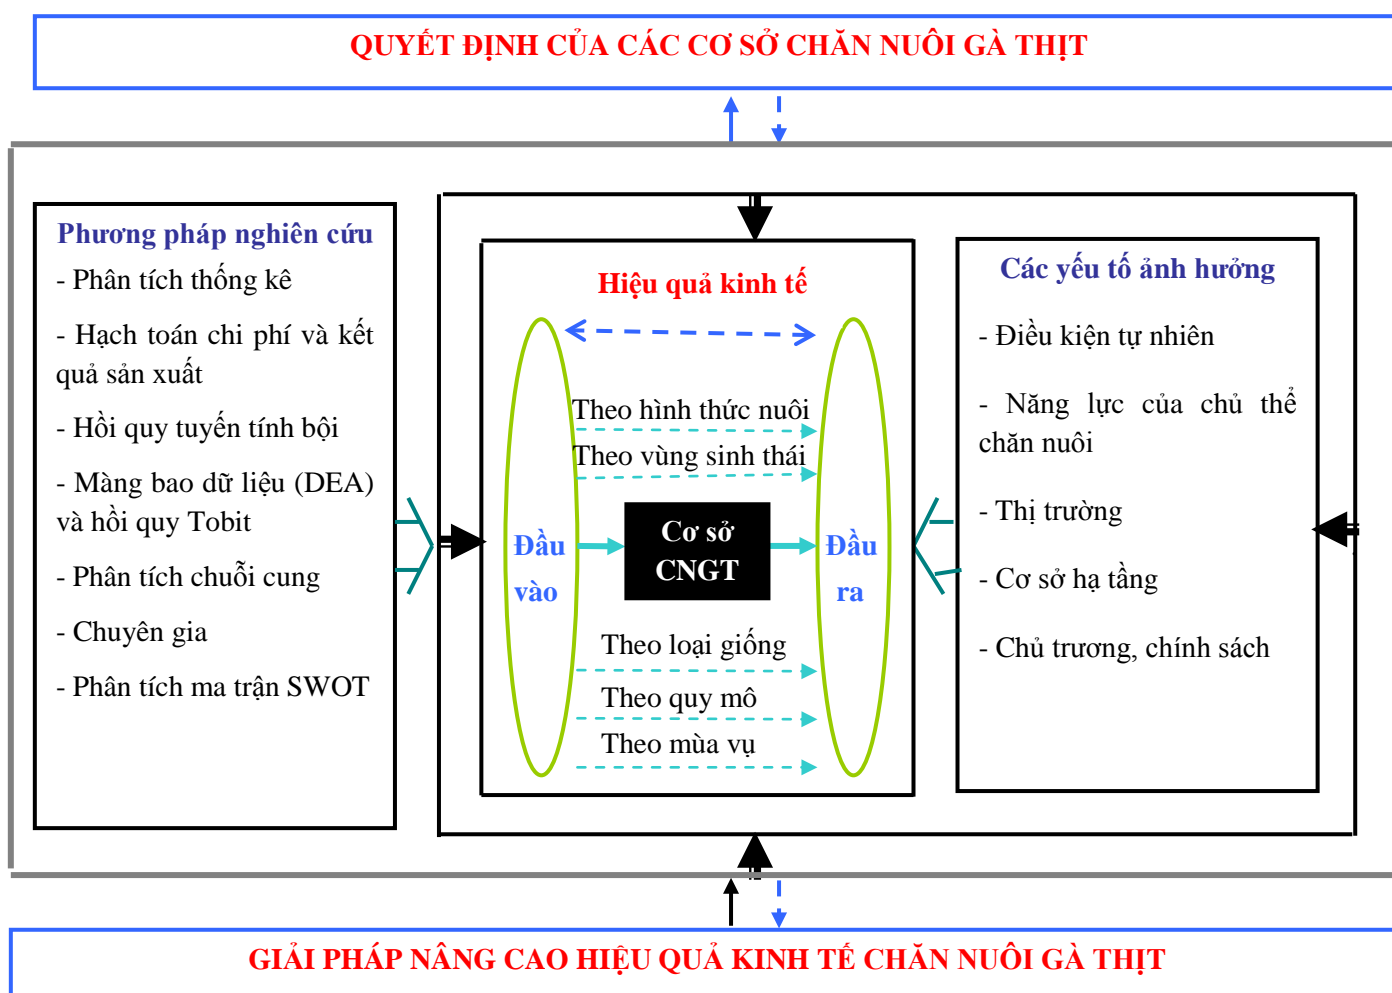 QUYẾT ĐỊNH CỦA CÁC CƠ SỞ CHĂN NUÔI GÀ THỊT
Phương pháp nghiên cứu
- Phân tích thống kê
- Hạch toán chi phí và kết
quả sản xuất
- Hồi quy tuyến tính bội
- Màng bao dữ liệu (DEA)
và hồi quy Tobit
- Phân tích chuỗi cung
- Chuyên gia
- Phân tích ma trận SWOT
Hiệu quả kinh tế
Theo hình thức nuôi
Theo vùng sinh thái
Đầu
vào
Cơ sở
CNGT
Đầu
ra
Theo loại giống
Theo quy mô
Theo mùa vụ
Các yếu tố ảnh hưởng
- Điều kiện tự nhiên
- Năng lực của chủ thể
chăn nuôi
- Thị trường
- Cơ sở hạ tầng
- Chủ trương, chính sách
GIẢI PHÁP NÂNG CAO HIỆU QUẢ KINH TẾ CHĂN NUÔI GÀ THỊT